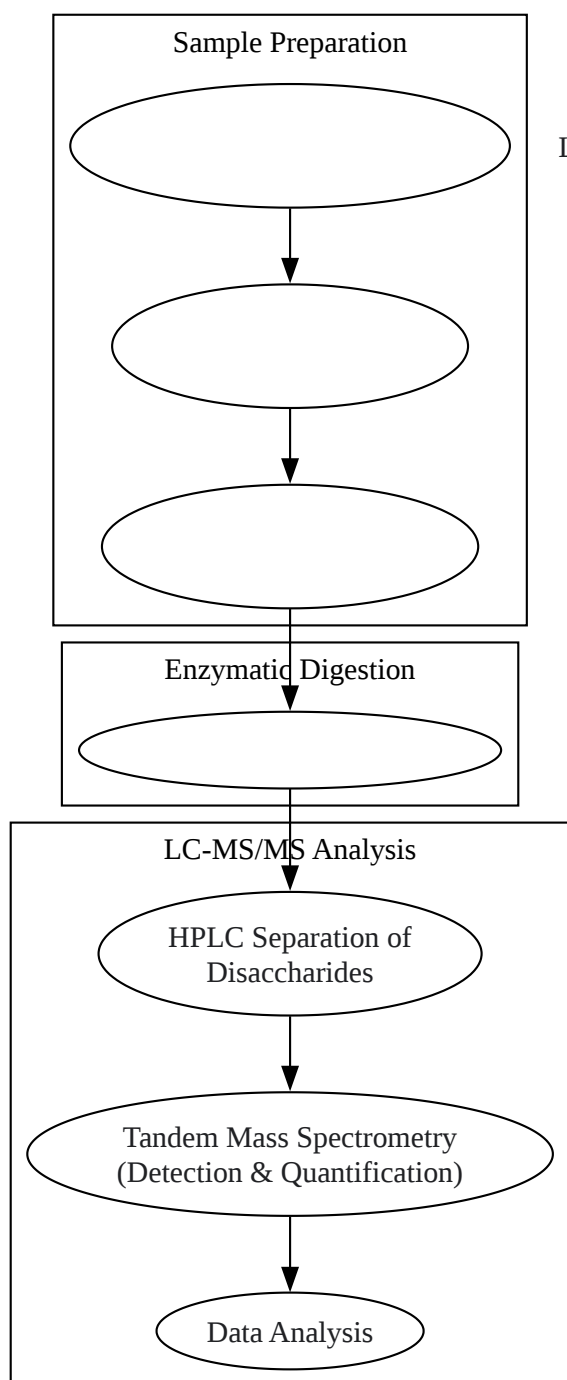 Sample Preparation
Enzymatic Digestion
LC-MS/MS Analysis
HPLC Separation of
Disaccharides
Tandem Mass Spectrometry
(Detection & Quantification)
Data Analysis